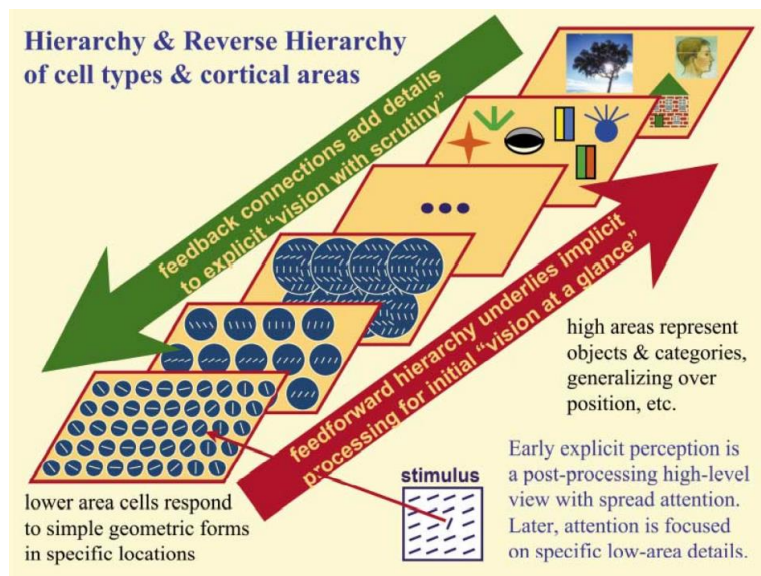 Hierarchy & Reverse Hierarchy
of cell types & cortical areas
feedback connections add details
to explicit “vision with scrutiny”
feedforward hierarchy underlies implicit
processing for initial “vision at a glance”
high areas represent
objects & categories,
generalizing over
position, etc.
stimulus
Early explicit perception is
a post-processing high-level
view with spread attention.
Later, attention is focused
on specific low-area details.
lower area cells respond
to simple geometric forms
in specific locations